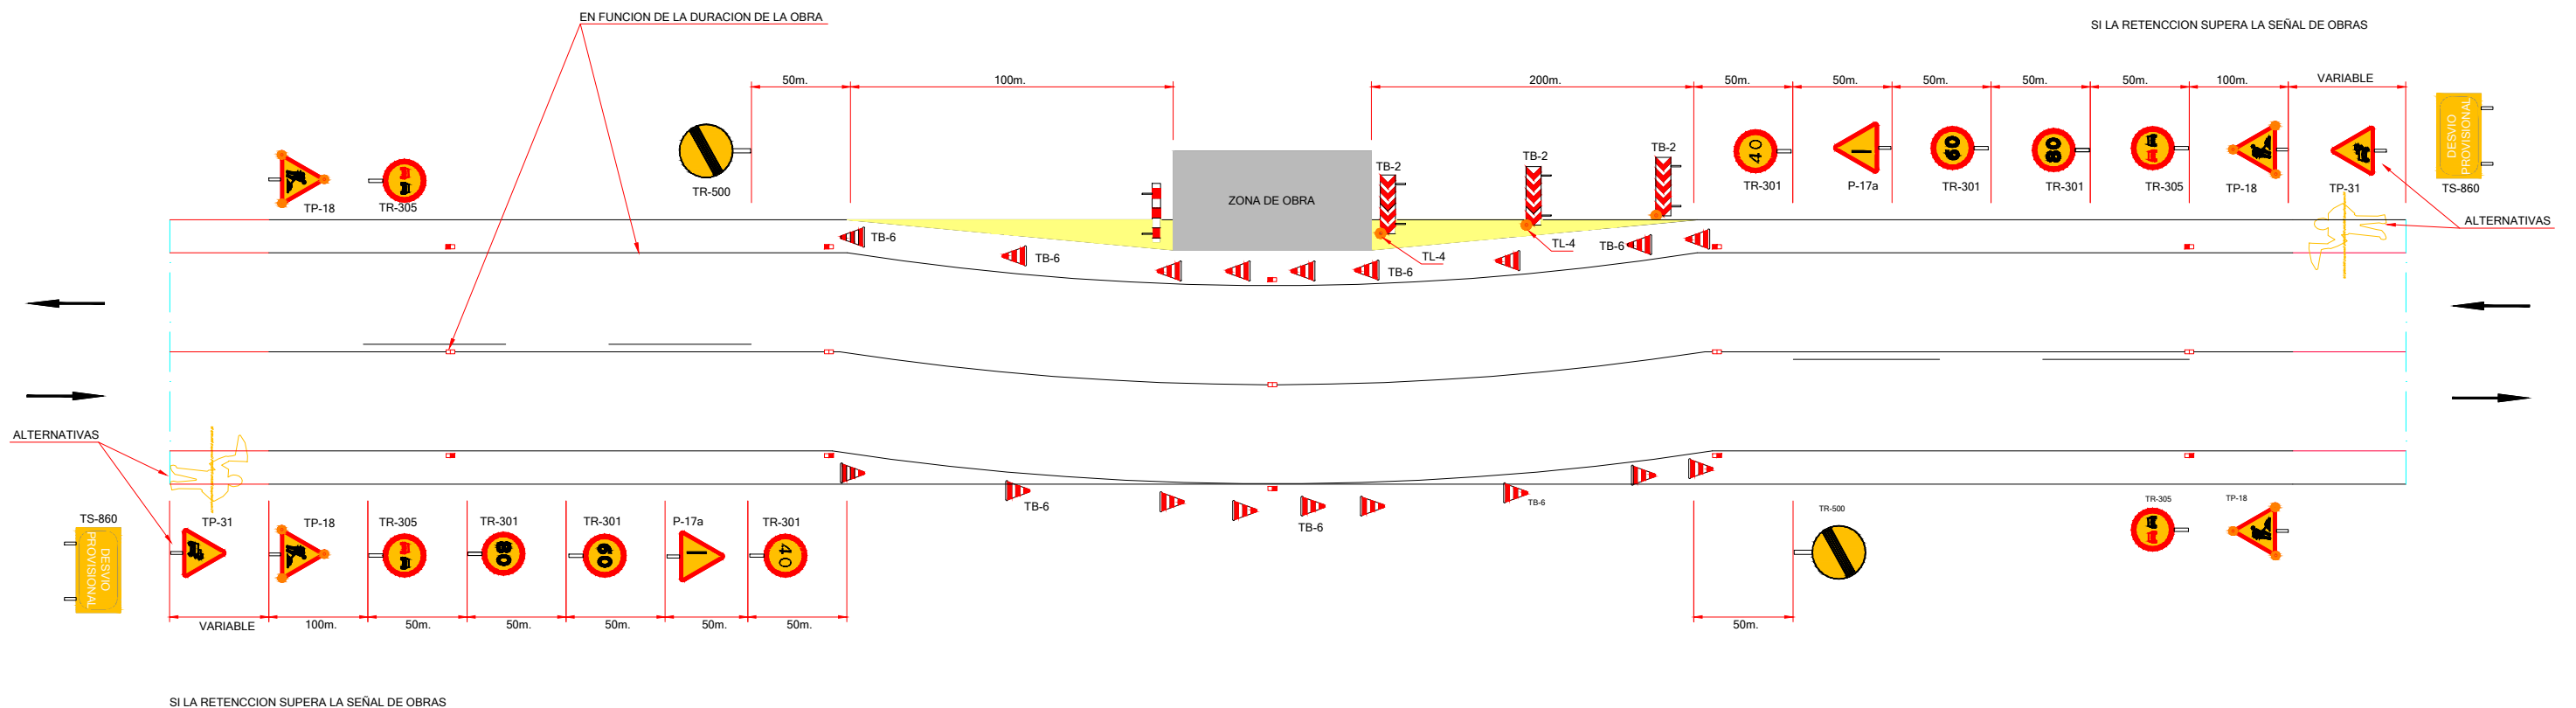 EN FUNCION DE LA DURACION DE LA OBRA
SI LA RETENCCION SUPERA LA SEÑAL DE OBRAS
50m.
100m.
200m.
50m.
50m.
50m.
50m.
50m.
100m.
VARIABLE
TP-18
TR-305
TR-500
ZONA DE OBRA
TB-2
TB-2
TB-2
40
TR-301
P-17a
60
TR-301
80
TR-301
TR-305
TP-18
TP-31
DESVIO
PROVISIONAL
TS-860
ALTERNATIVAS
TB-6
TB-6
TB-6
TL-4
TL-4
TB-6
ALTERNATIVAS
TS-860
DESVIO
PROVISIONAL
TP-31
TP-18
TR-305
TR-301
80
TR-301
60
P-17a
TR-301
40
TB-6
TB-6
TB-6
TR-500
TR-305
TP-18
VARIABLE
100m.
50m.
50m.
50m.
50m.
50m.
50m.
SI LA RETENCCION SUPERA LA SEÑAL DE OBRAS